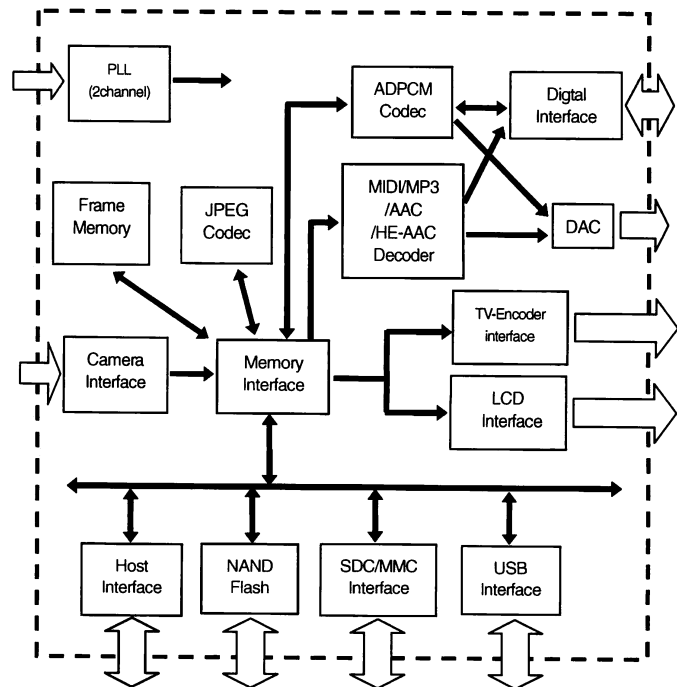 PLL
(2channel)
ADPCM
Codec
Digtal
Interface
Frame
Memory
JPEG
Codec
MIDI/MP3
/AAC
/HE-AAC
Decoder
DAC
TV-Encoder
interface
Camera
Interface
Memory
Interface
LCD
Interface
Host
Interface
NAND
Flash
SDC/MMC
Interface
USB
Interface